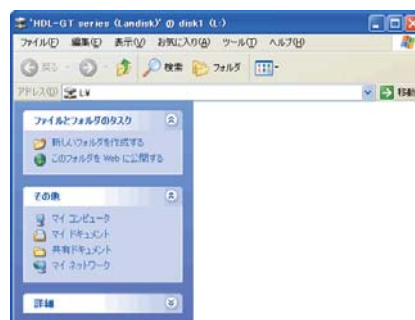 'HDL-GT series (Landisk)' の disk1 (L:)
ファイル(F) 編集(E) 表示(V) お気に入り(A) ツール(T) ヘルプ(H)
戻る 検索 フォルダ
アドレス(D) L:¥ 移動
ファイルとフォルダのタスク
新しいフォルダを作成する
このフォルダを Web に公開する
その他
マイ コンピュータ
マイ ドキュメント
共有ドキュメント
マイ ネットワーク
詳細